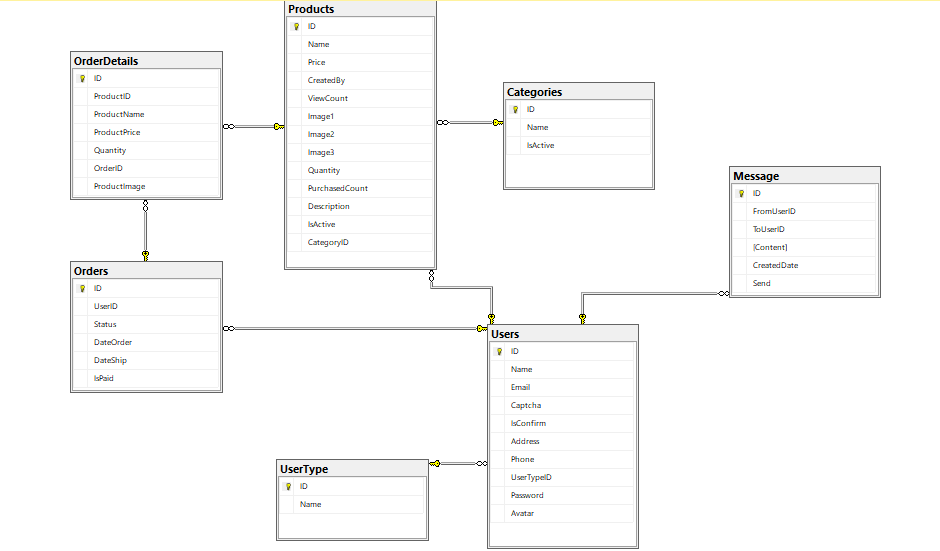 Products
ID
Name
Price
CreatedBy
ViewCount
Image1
Image2
Image3
Quantity
PurchasedCount
Description
IsActive
CategoryID
OrderDetails
ID
ProductID
ProductName
ProductPrice
Quantity
OrderID
ProductImage
Categories
ID
Name
IsActive
Message
ID
FromUserID
ToUserID
[Content]
CreatedDate
Send
Orders
ID
UserID
Status
DateOrder
DateShip
IsPaid
Users
ID
Name
Email
Captcha
IsConfirm
Address
Phone
UserTypeID
Password
Avatar
UserType
ID
Name